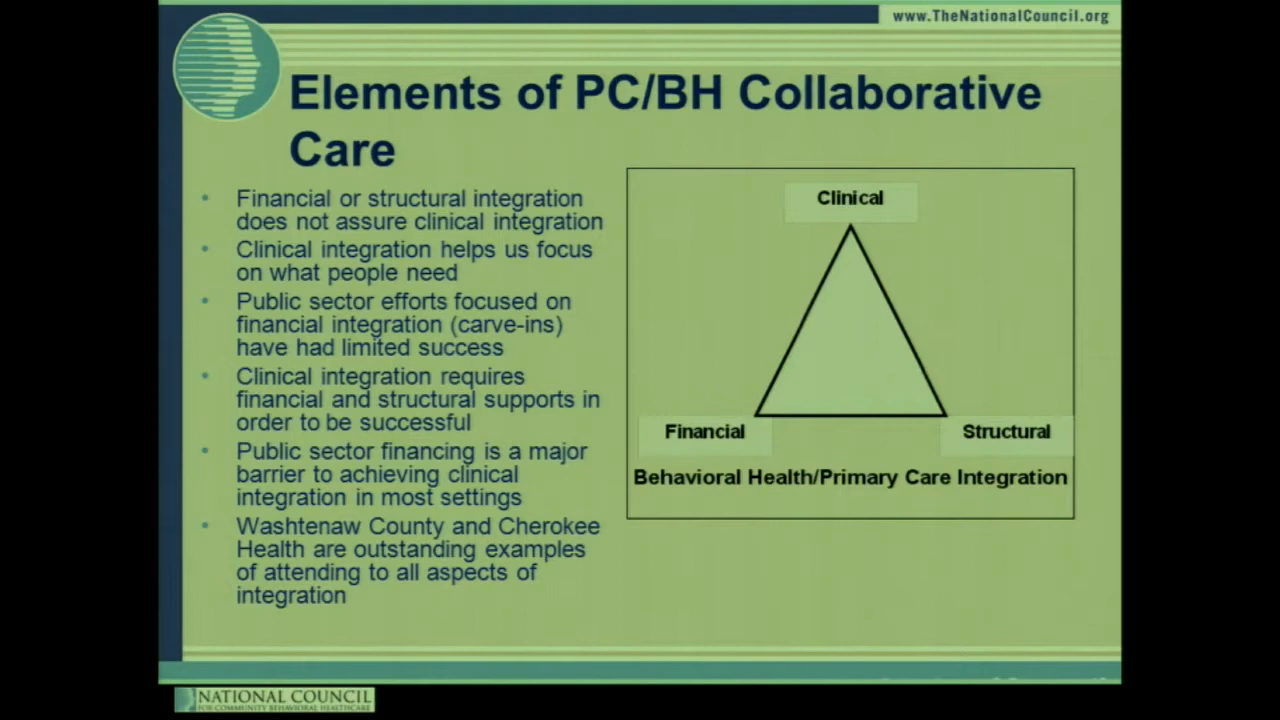 www.TheNationalCouncil.org
Elements of PC/BH Collaborative
Care
• Financial or structural integration
does not assure clinical integration
• Clinical integration helps us focus
on what people need
• Public sector efforts focused on
financial integration (carve-ins)
have had limited success
• Clinical integration requires
financial and structural supports in
order to be successful
• Public sector financing is a major
barrier to achieving clinical
integration in most settings
• Washtenaw County and Cherokee
Health are outstanding examples
of attending to all aspects of
integration
Clinical
Financial
Structural
Behavioral Health/Primary Care Integration
NATIONAL COUNCIL
FOR COMMUNITY BEHAVIORAL HEALTHCARE